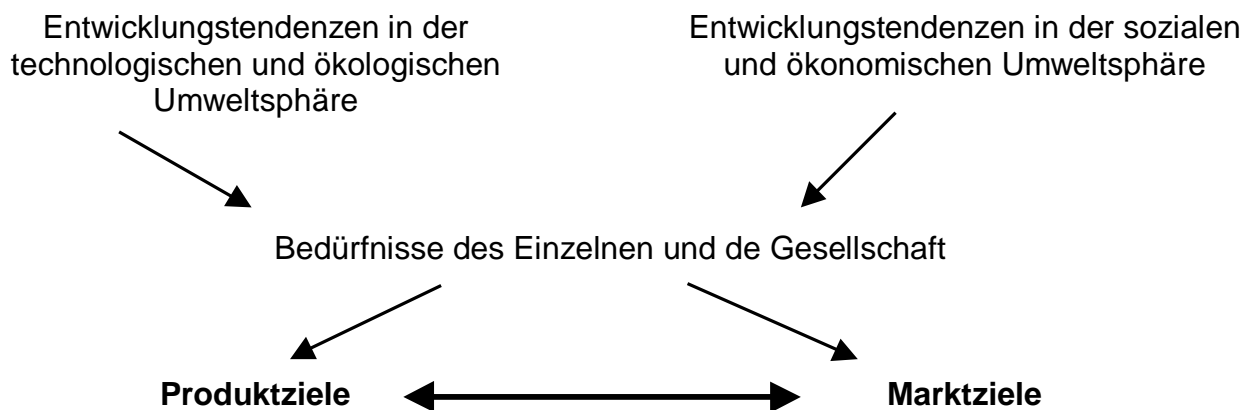 Entwicklungstendenzen in der
technologischen und ökologischen
Umweltsphäre
Entwicklungstendenzen in der sozialen
und ökonomischen Umweltsphäre
Bedürfnisse des Einzelnen und de Gesellschaft
Produktziele
Marktziele